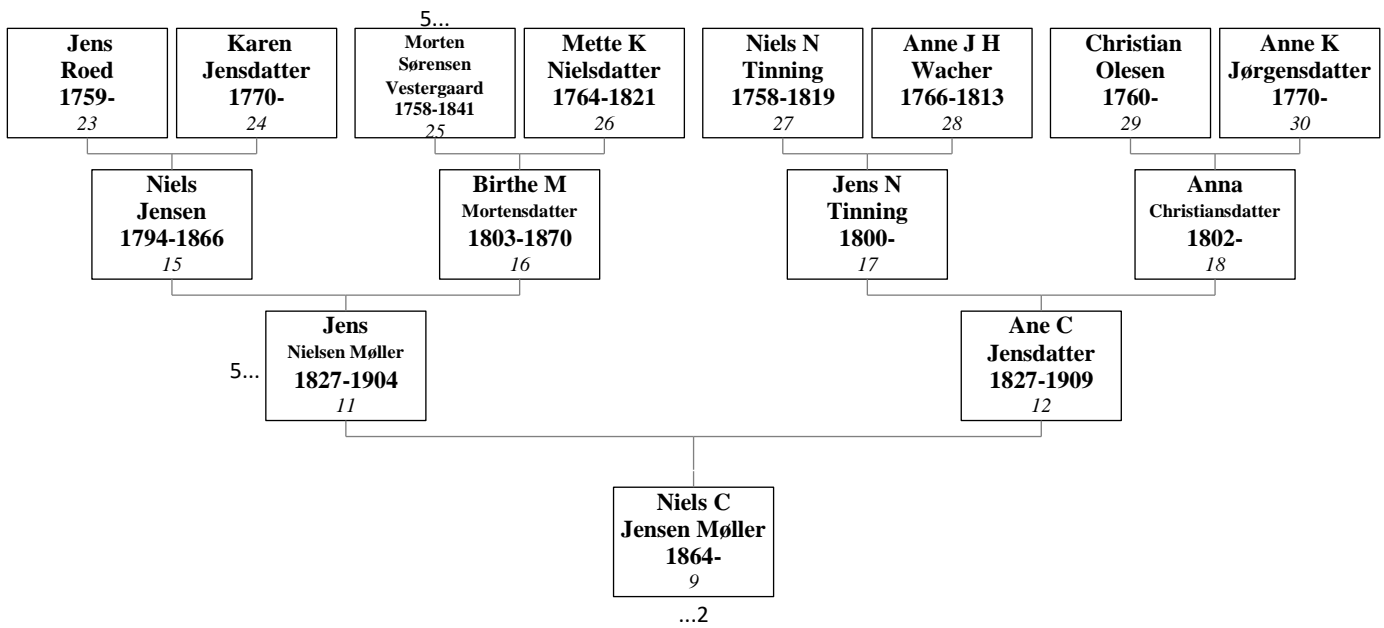 5...
Jens
Roed
1759-
23
Karen
Jensdatter
1770-
24
Morten
Sørensen
Vestergaard
1758-1841
25
Mette K
Nielsdatter
1764-1821
26
Niels N
Tinning
1758-1819
27
Anne J H
Wacher
1766-1813
28
Christian
Olesen
1760-
29
Anne K
Jørgensdatter
1770-
30
Niels
Jensen
1794-1866
15
Birthe M
Mortensdatter
1803-1870
16
Jens N
Tinning
1800-
17
Anna
Christiansdatter
1802-
18
5...
Jens
Nielsen Møller
1827-1904
11
Ane C
Jensdatter
1827-1909
12
Niels C
Jensen Møller
1864-
9
...2